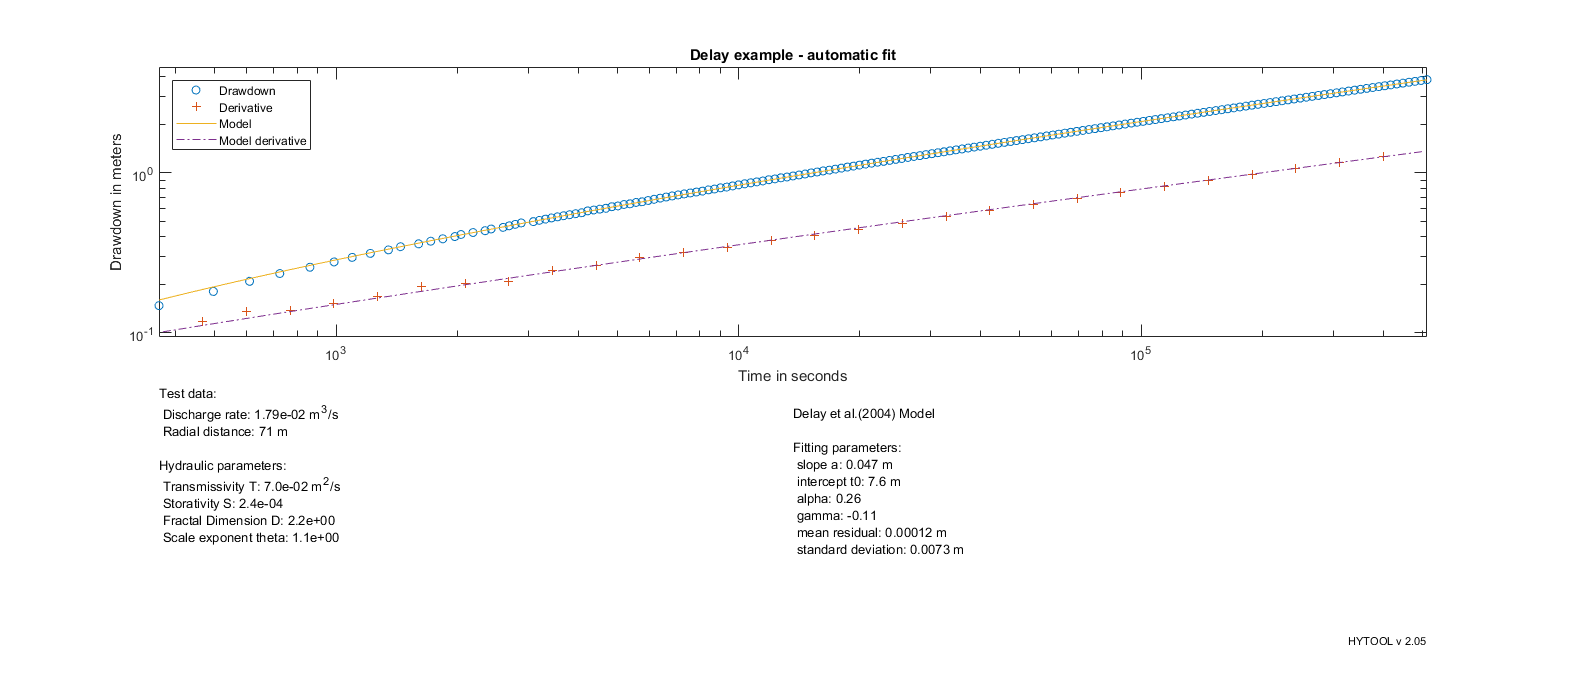 Delay example - automatic fit
Drawdown
Derivative
Model
Model derivative
Drawdown in meters
10^0
10^-1
10^3 10^4 10^5
Time in seconds
Test data:
Discharge rate: 1.79e-02 m^3/s
Radial distance: 71 m
Hydraulic parameters:
Transmissivity T: 7.0e-02 m^2/s
Storativity S: 2.4e-04
Fractal Dimension D: 2.2e+00
Scale exponent theta: 1.1e+00
Delay et al.(2004) Model
Fitting parameters:
slope a: 0.047 m
intercept t0: 7.6 m
alpha: 0.26
gamma: -0.11
mean residual: 0.00012 m
standard deviation: 0.0073 m
HYTOOL v 2.05